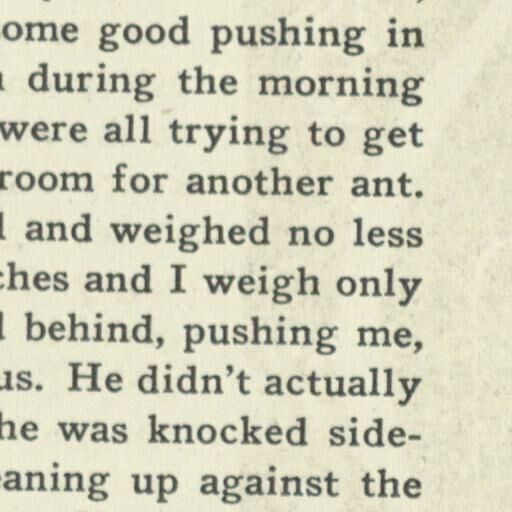 ome good pushing in
during the morning
were all trying to get
room for another ant.
and weighed no less
ches and I weigh only
behind, pushing me,
us. He didn't actually
he was knocked side-
eaning up against the